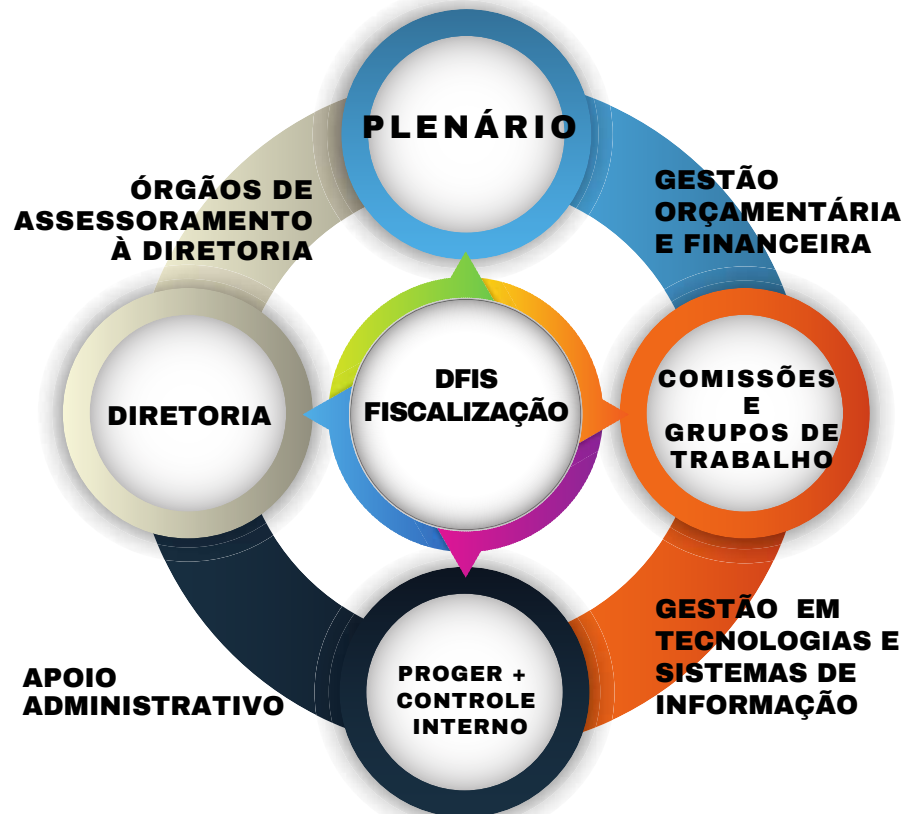 PLENÁRIO
ÓRGÃOS DE
ASSESSORAMENTO
À DIRETORIA
GESTÃO
ORÇAMENTÁRIA
E FINANCEIRA
DIRETORIA
DFIS
FISCALIZAÇÃO
COMISSÕES
E
GRUPOS DE
TRABALHO
APOIO
ADMINISTRATIVO
PROGER +
CONTROLE
INTERNO
GESTÃO EM
TECNOLOGIAS E
SISTEMAS DE
INFORMAÇÃO